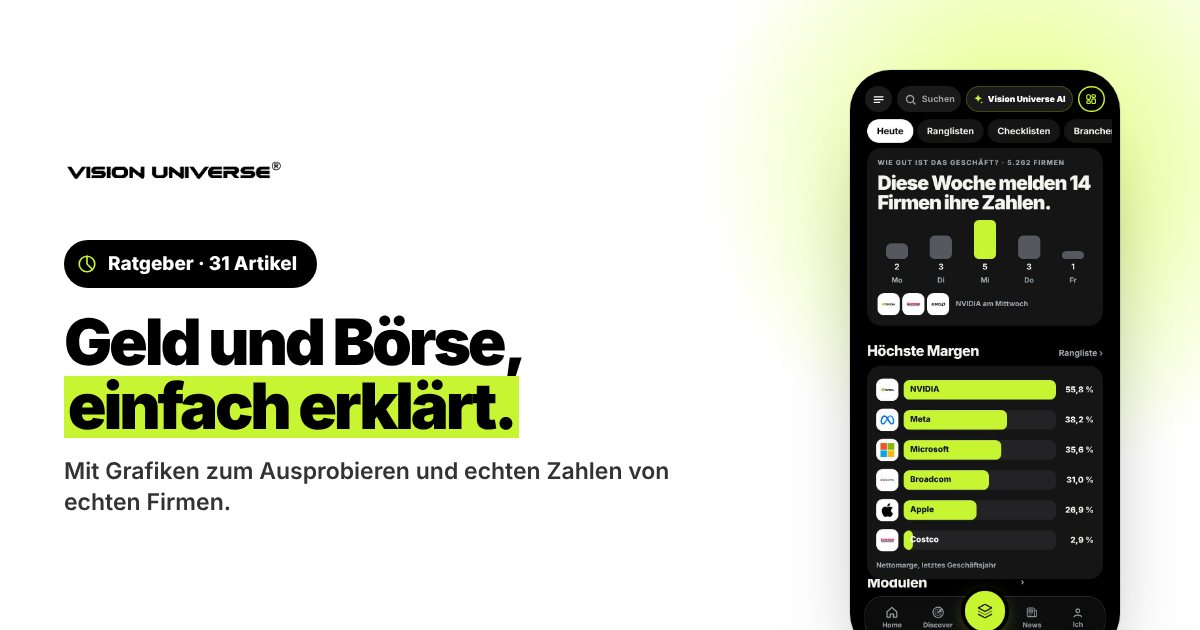 VISION UNIVERSE®
Ratgeber · 31 Artikel
Geld und Börse,
einfach erklärt.
Mit Grafiken zum Ausprobieren und echten Zahlen von
echten Firmen.
Suchen
Vision Universe AI
Heute
Ranglisten
Checklisten
Branchen
WIE GUT IST DAS GESCHÄFT? · 5.262 FIRMEN
Diese Woche melden 14
Firmen ihre Zahlen.
2 3 5 3 1
Mo Di Mi Do Fr
NVIDIA am Mittwoch
Höchste Margen
Rangliste ›
NVIDIA 55,8 %
Meta 38,2 %
Microsoft 35,6 %
Broadcom 31,0 %
Apple 26,9 %
Costco 2,9 %
Nettomarge, letztes Geschäftsjahr
Modulen ›
Home
Discover
News
Ich